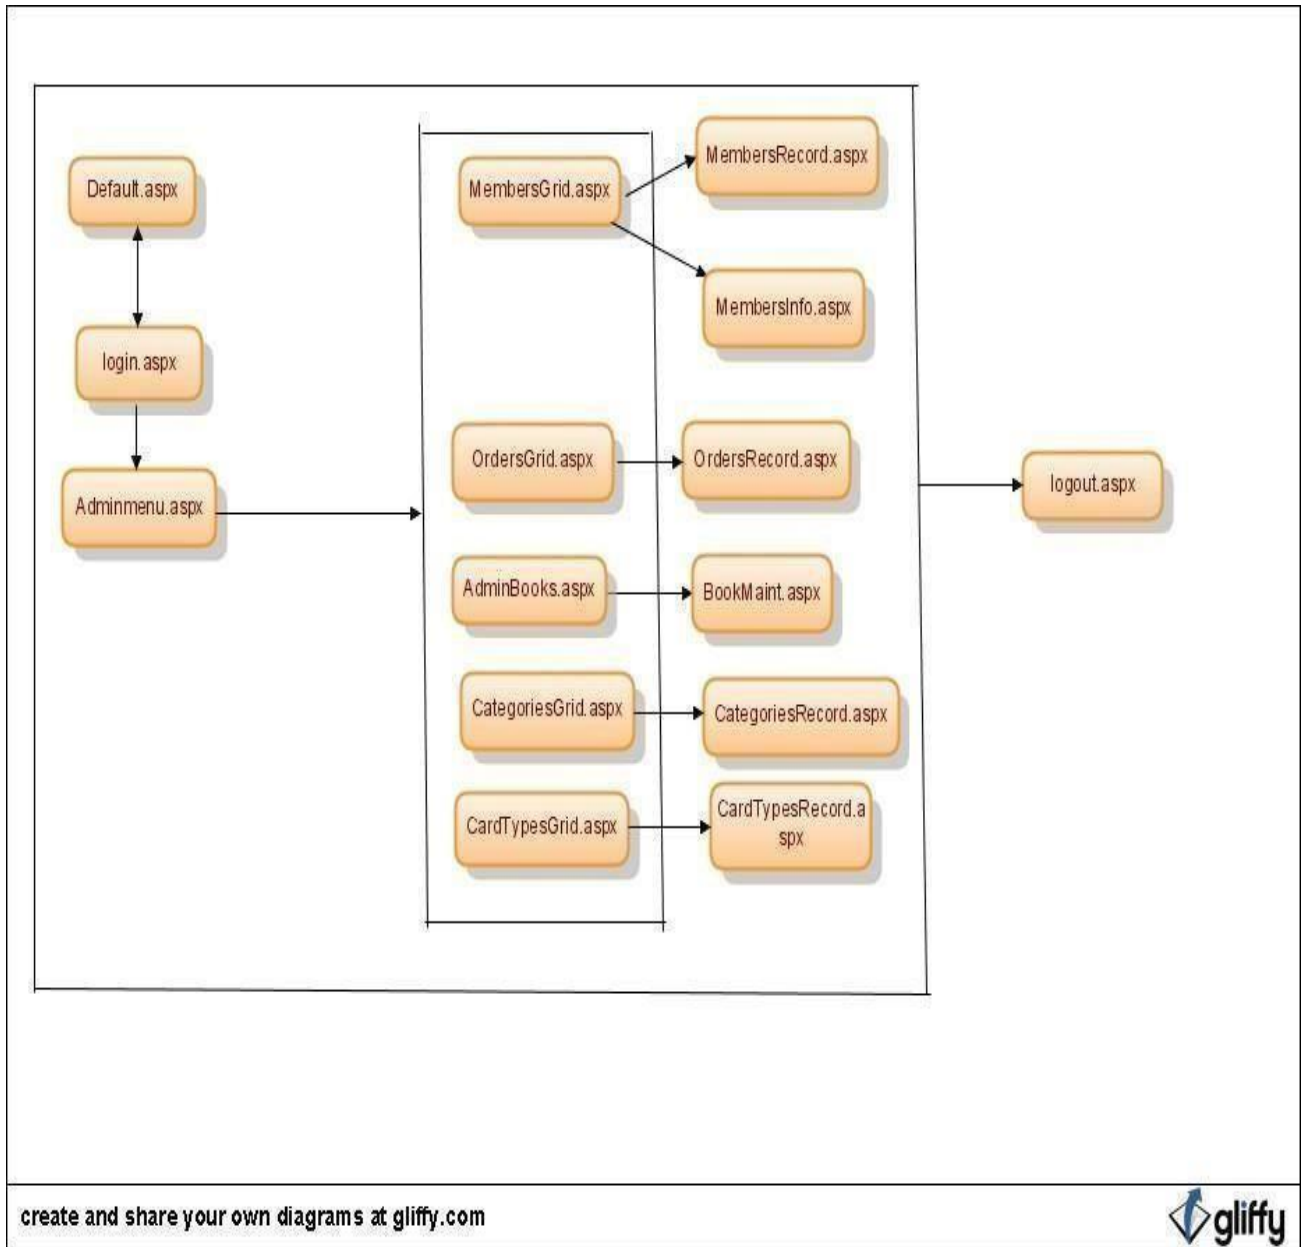 Default.aspx
login.aspx
Adminmenu.aspx
MembersGrid.aspx
MembersRecord.aspx
MembersInfo.aspx
OrdersGrid.aspx
OrdersRecord.aspx
AdminBooks.aspx
BookMaint.aspx
CategoriesGrid.aspx
CategoriesRecord.aspx
CardTypesGrid.aspx
CardTypesRecord.a
spx
logout.aspx
create and share your own diagrams at gliffy.com
gliffy